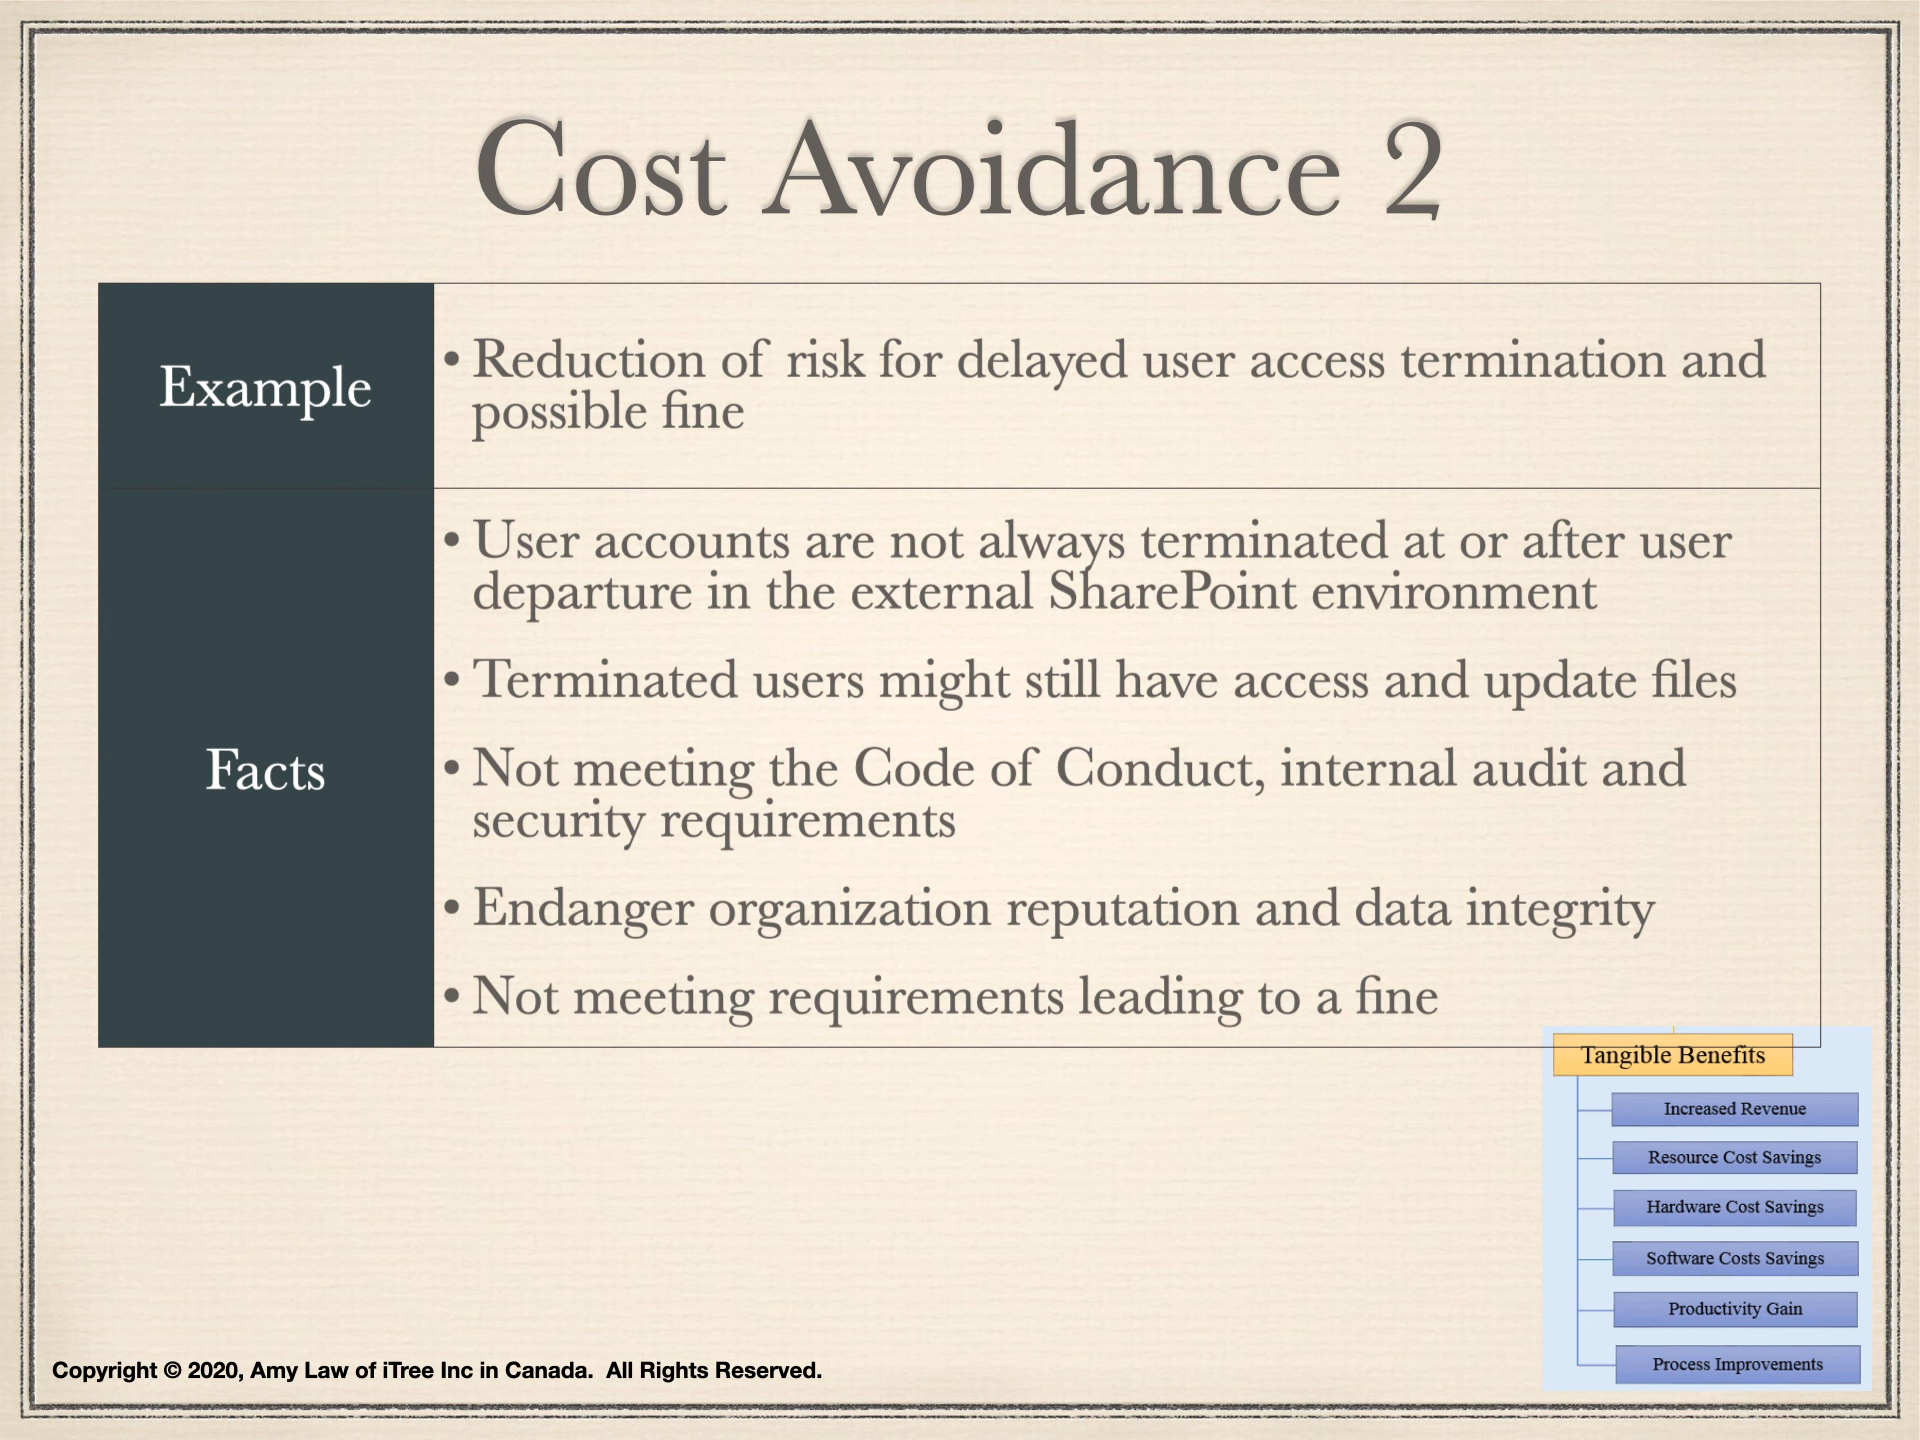 Cost Avoidance 2
Example
• Reduction of risk for delayed user access termination and
possible fine
Facts
• User accounts are not always terminated at or after user
departure in the external SharePoint environment
• Terminated users might still have access and update files
• Not meeting the Code of Conduct, internal audit and
security requirements
• Endanger organization reputation and data integrity
• Not meeting requirements leading to a fine
Tangible Benefits
Increased Revenue
Resource Cost Savings
Hardware Cost Savings
Software Costs Savings
Productivity Gain
Process Improvements
Copyright © 2020, Amy Law of iTree Inc in Canada.  All Rights Reserved.